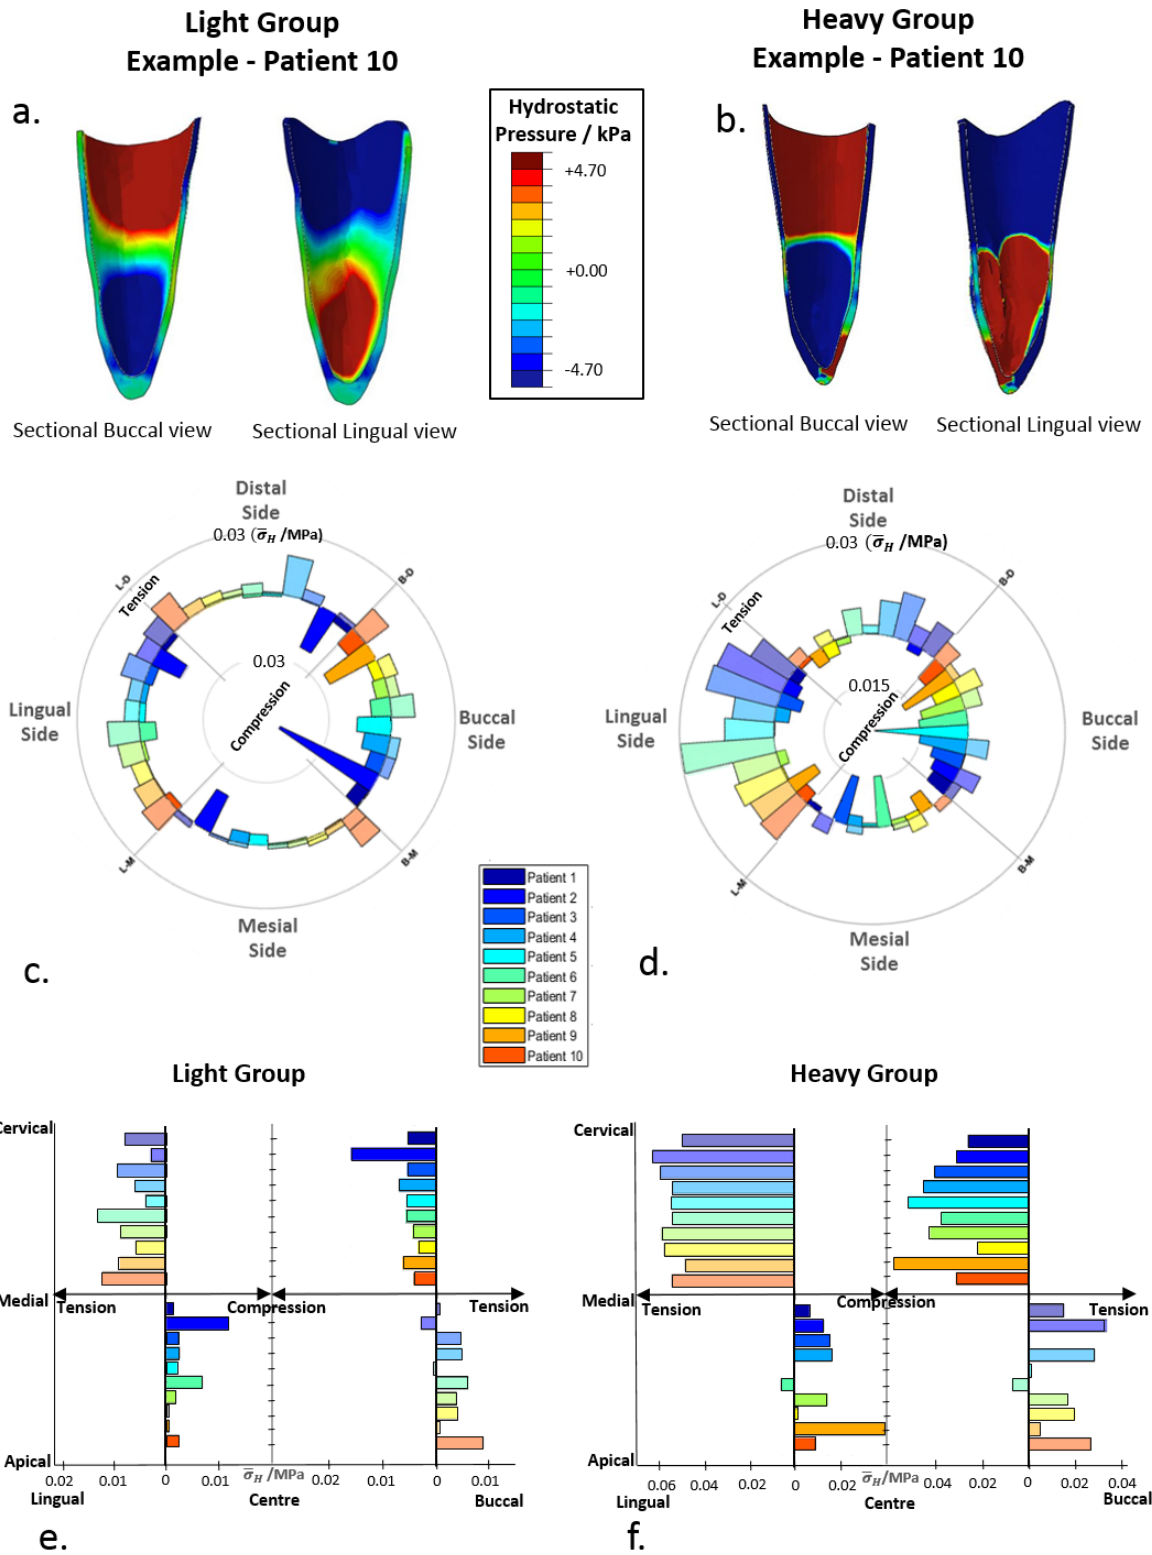 Light Group
Example - Patient 10
Heavy Group
Example - Patient 10
a.
Hydrostatic
Pressure / kPa
+4.70
+0.00
-4.70
b.
Sectional Buccal view
Sectional Lingual view
Sectional Buccal view
Sectional Lingual view
Distal
Side
0.03 (σ̅H /MPa)
L-D
Tension
B-D
0.03
Compression
Lingual
Side
Buccal
Side
L-M
B-M
Mesial
Side
c.
Distal
Side
0.03 (σ̅H /MPa)
L-D
Tension
B-D
0.015
Compression
Lingual
Side
Buccal
Side
L-M
B-M
Mesial
Side
d.
Patient 1
Patient 2
Patient 3
Patient 4
Patient 5
Patient 6
Patient 7
Patient 8
Patient 9
Patient 10
Light Group
Heavy Group
Cervical
Medial
Tension
Compression
Tension
Apical
0.02 0.01 0 0.01 σ̅H /MPa 0.02 0.01 0 0.01
Lingual Centre Buccal
e.
Cervical
Medial
Tension
Compression
Tension
Apical
0.06 0.04 0.02 0 0.02 σ̅H /MPa 0.04 0.02 0 0.02 0.04
Lingual Centre Buccal
f.